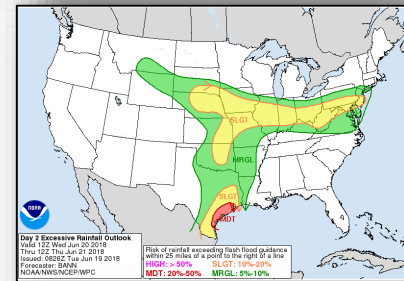 SLGT
MRGL
SLGT
MDT
NOAA
Day 2 Excessive Rainfall Outlook
Valid 12Z Wed Jun 20 2018
Thru 12Z Thu Jun 21 2018
Issued: 0826Z Tue Jun 19 2018
Forecaster: BANN
NOAA/NWS/NCEP/WPC
Risk of rainfall exceeding flash flood guidance
within 25 miles of a point to the right of a line
HIGH: > 50% SLGT: 10%-20%
MDT: 20%-50% MRGL: 5%-10%